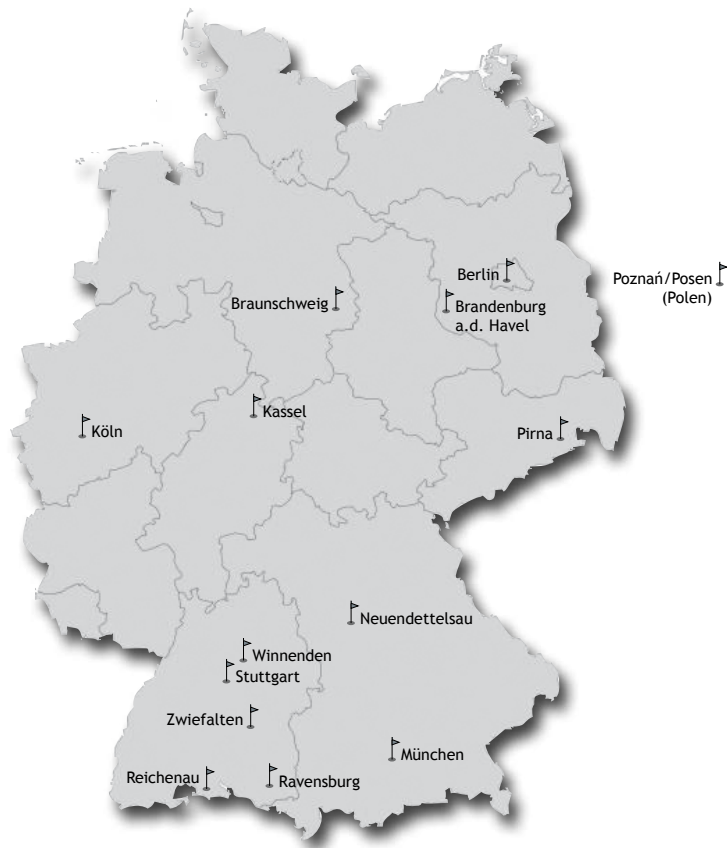 Berlin
Poznań/Posen
(Polen)
Braunschweig
Brandenburg
a.d. Havel
Kassel
Köln
Pirna
Neuendettelsau
Winnenden
Stuttgart
Zwiefalten
München
Reichenau
Ravensburg